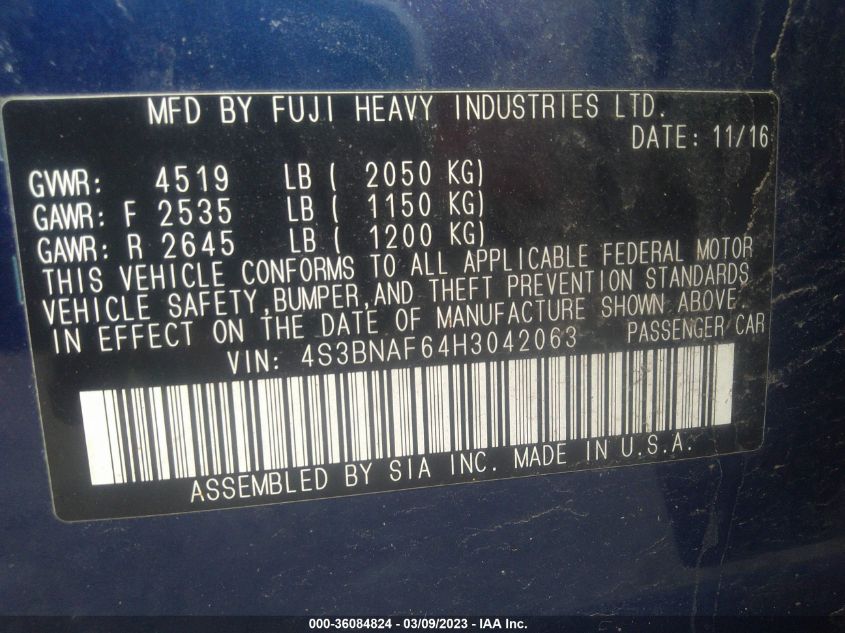 MFD BY FUJI HEAVY INDUSTRIES LTD.
DATE: 11/16
GVWR: 4519 LB ( 2050 KG)
GAWR: F 2535 LB ( 1150 KG)
GAWR: R 2645 LB ( 1200 KG)
THIS VEHICLE CONFORMS TO ALL APPLICABLE FEDERAL MOTOR
VEHICLE SAFETY,BUMPER,AND THEFT PREVENTION STANDARDS
IN EFFECT ON THE DATE OF MANUFACTURE SHOWN ABOVE.
VIN: 4S3BNAF64H3042063 PASSENGER CAR
ASSEMBLED BY SIA INC. MADE IN U.S.A.
000-36084824 - 03/09/2023 - IAA Inc.